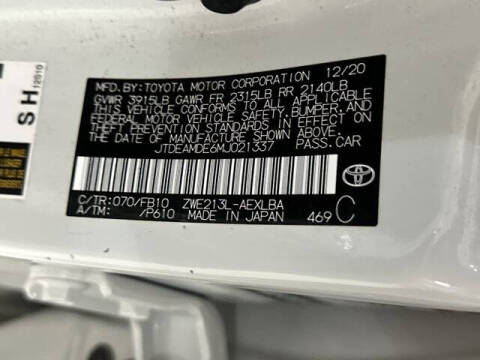 MFD.BY:TOYOTA MOTOR CORPORATION 12/20
GVWR 3915LB GAWR FR 2315LB RR 2140LB
THIS VEHICLE CONFORMS TO ALL APPLICABLE
FEDERAL MOTOR VEHICLE SAFETY, BUMPER, AND
THEFT PREVENTION STANDARDS IN EFFECT ON
THE DATE OF MANUFACTURE SHOWN ABOVE.
JTDEAMDE6MJ021337 PASS.CAR
C/TR:070/FB10 ZWE213L-AEXLBA
A/TM: /P610 MADE IN JAPAN 469 C
TOYOTA
SH 12010